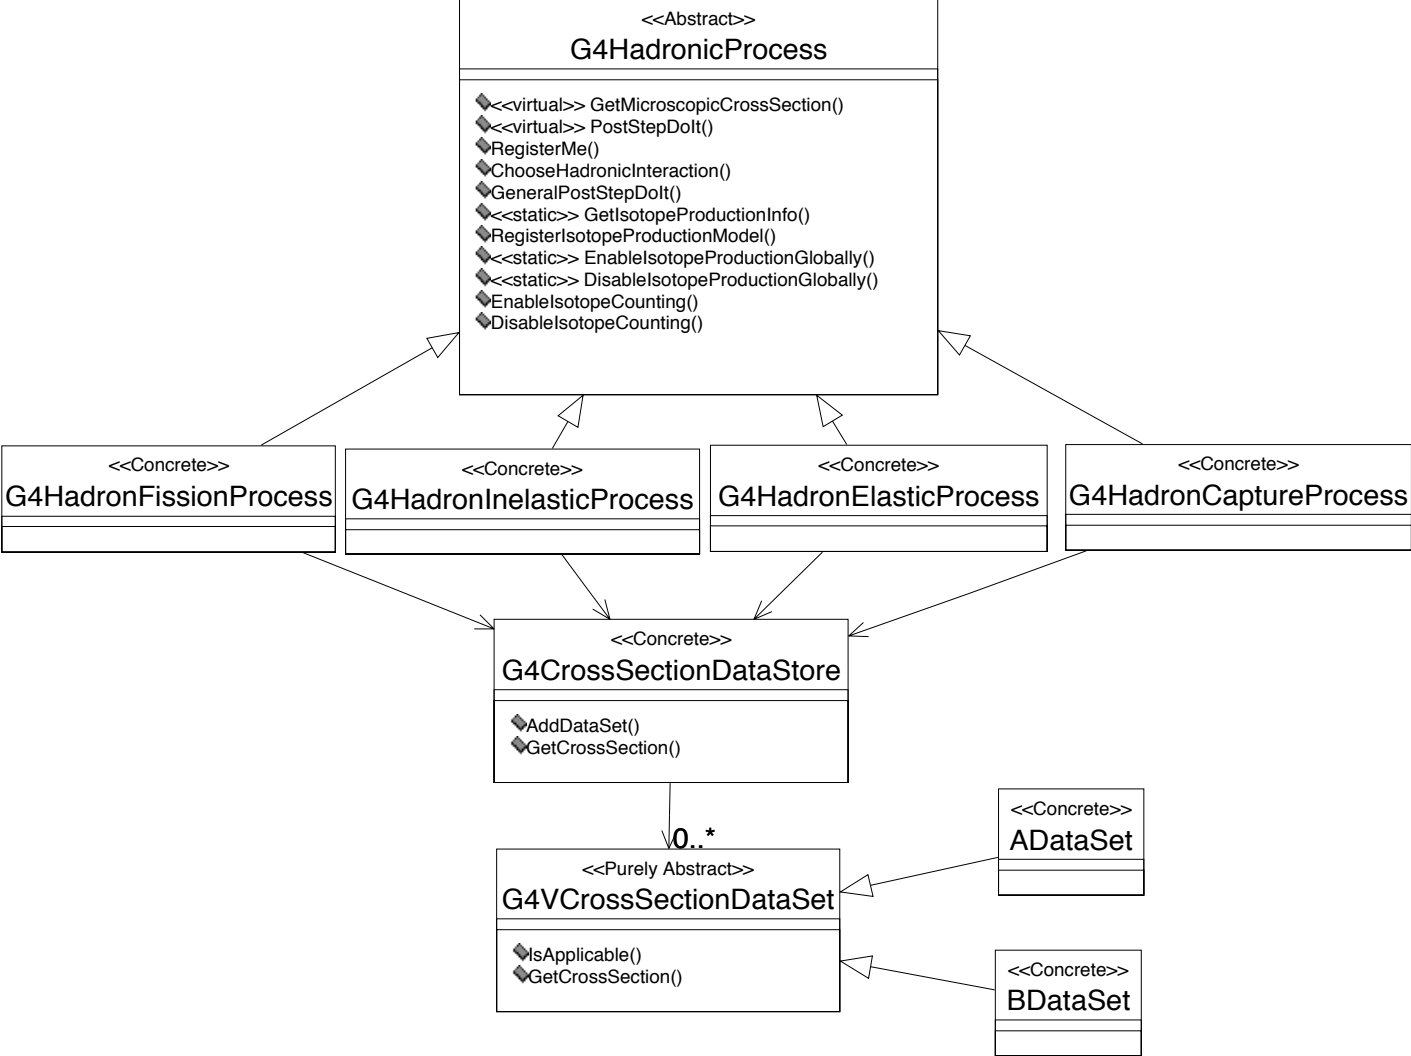 <<Abstract>>
G4HadronicProcess
<<virtual>> GetMicroscopicCrossSection()
<<virtual>> PostStepDoIt()
RegisterMe()
ChooseHadronicInteraction()
GeneralPostStepDoIt()
<<static>> GetIsotopeProductionInfo()
RegisterIsotopeProductionModel()
<<static>> EnableIsotopeProductionGlobally()
<<static>> DisableIsotopeProductionGlobally()
EnableIsotopeCounting()
DisableIsotopeCounting()
<<Concrete>>
G4HadronFissionProcess
<<Concrete>>
G4HadronInelasticProcess
<<Concrete>>
G4HadronElasticProcess
<<Concrete>>
G4HadronCaptureProcess
<<Concrete>>
G4CrossSectionDataStore
AddDataSet()
GetCrossSection()
0..*
<<Purely Abstract>>
G4VCrossSectionDataSet
IsApplicable()
GetCrossSection()
<<Concrete>>
ADataSet
<<Concrete>>
BDataSet